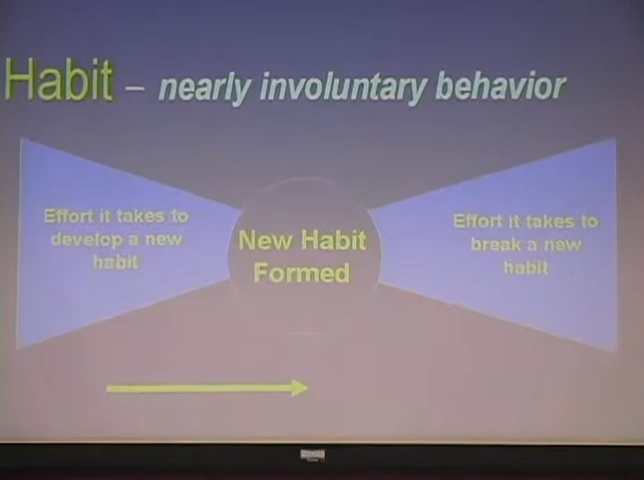 Habit – nearly involuntary behavior
Effort it takes to
develop a new
habit
New Habit
Formed
Effort it takes to
break a new
habit